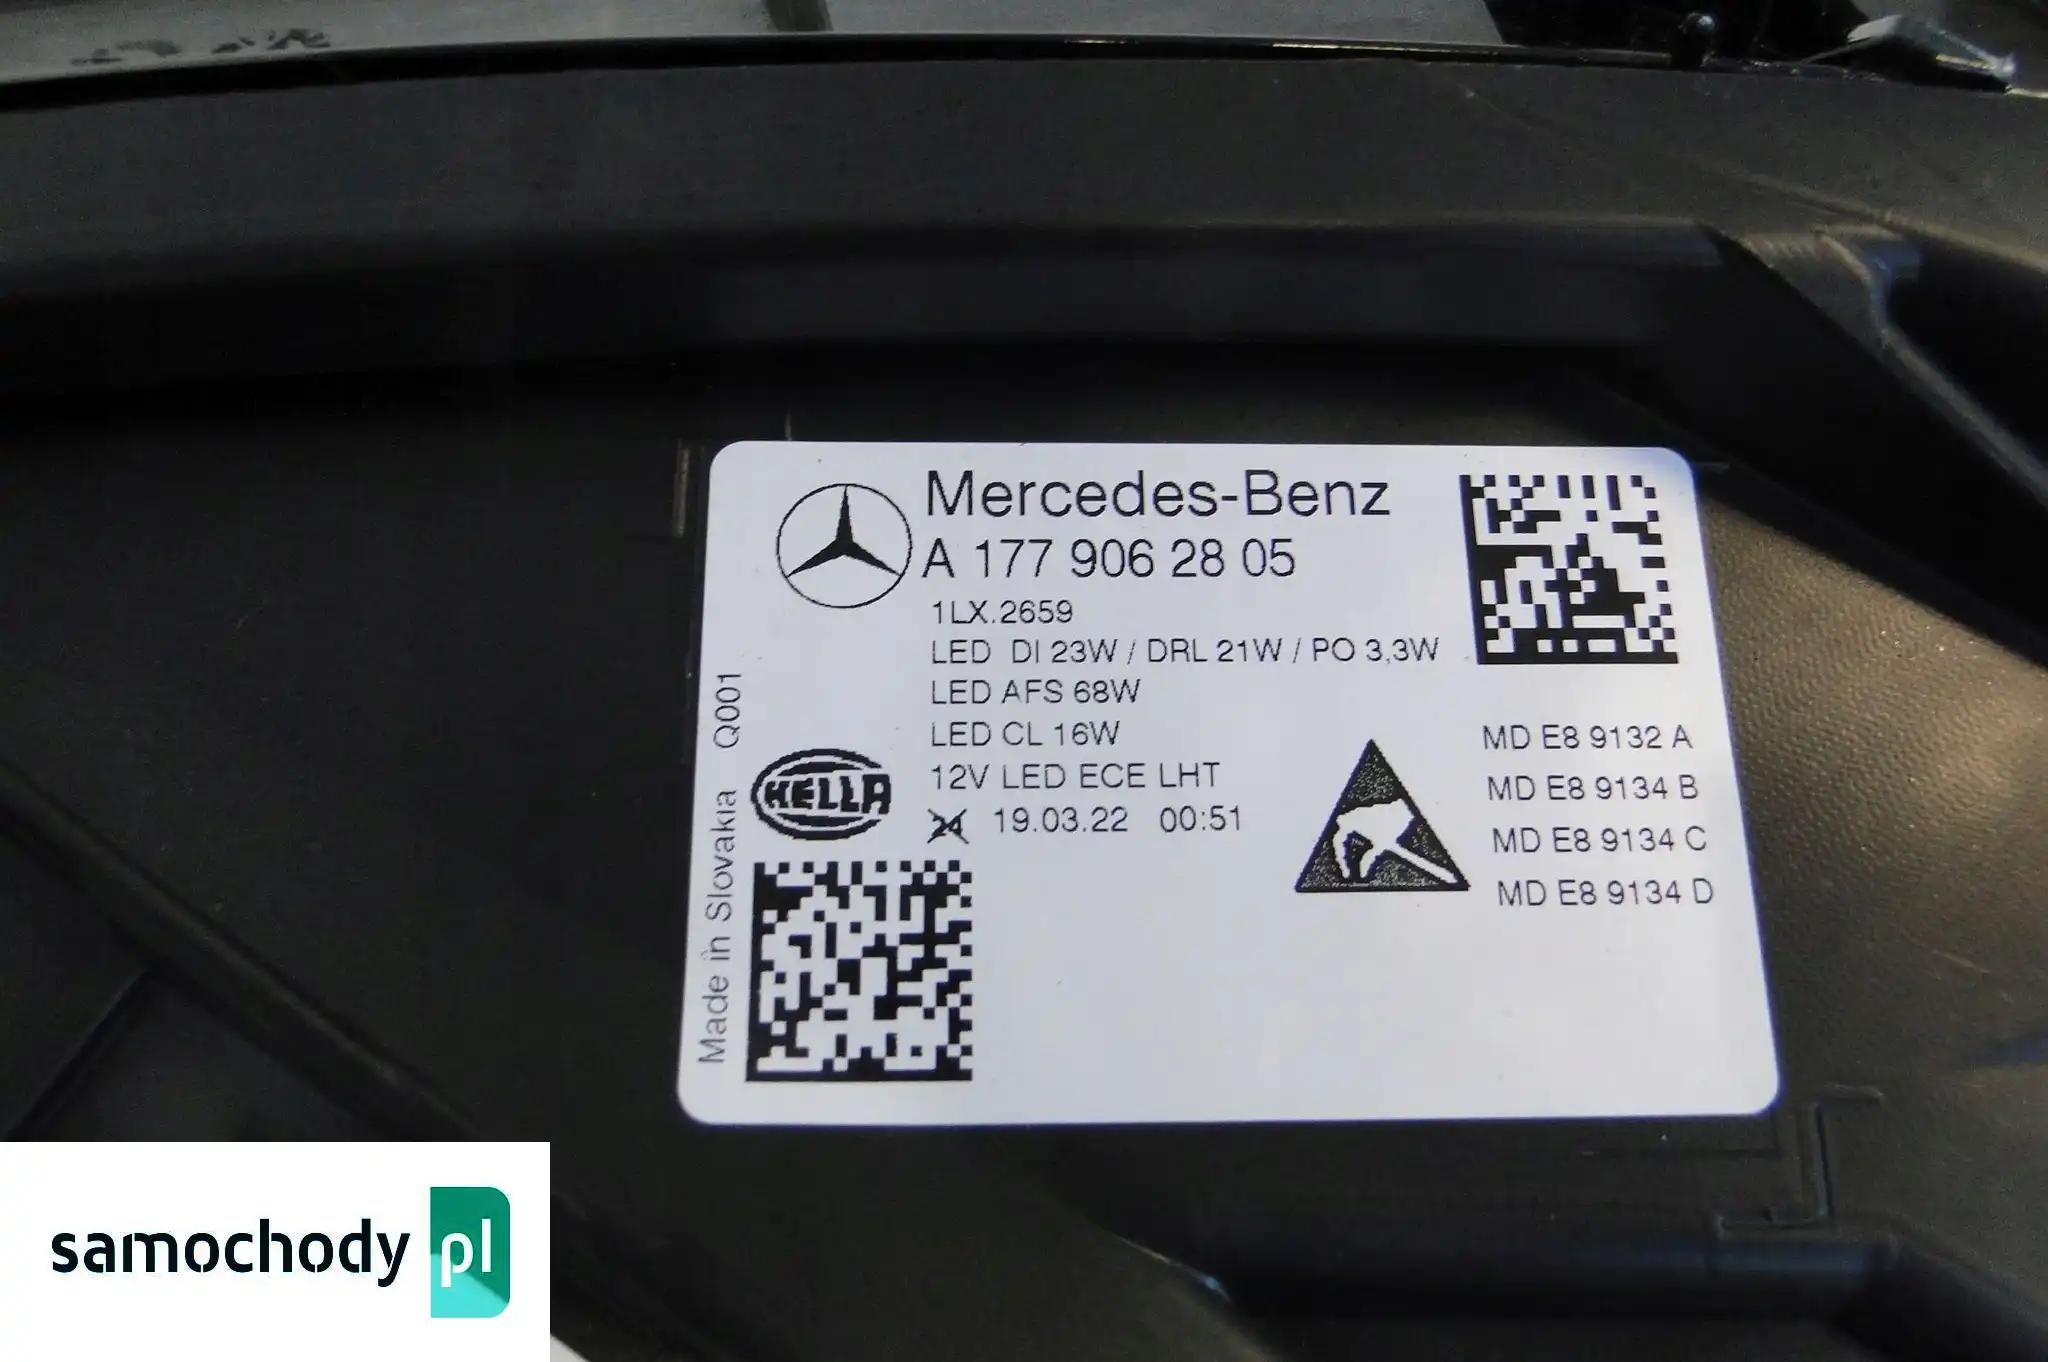 Mercedes-Benz
A 177 906 28 05
1LX.2659
LED DI 23W / DRL 21W / PO 3,3W
LED AFS 68W
LED CL 16W
12V LED ECE LHT
24 19.03.22 00:51
HELLA
Made in Slovakia Q001
MD E8 9132 A
MD E8 9134 B
MD E8 9134 C
MD E8 9134 D
samochody pl